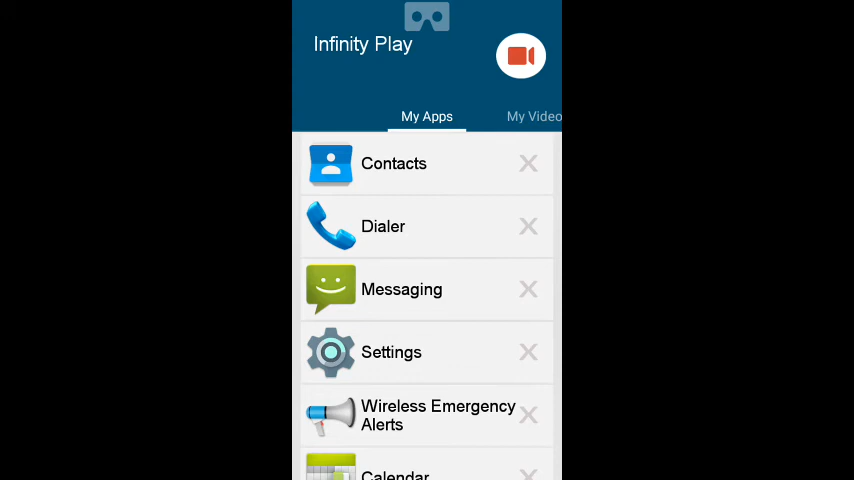 Infinity Play
My Apps
My Video
Contacts
Dialer
Messaging
Settings
Wireless Emergency
Alerts
Calendar